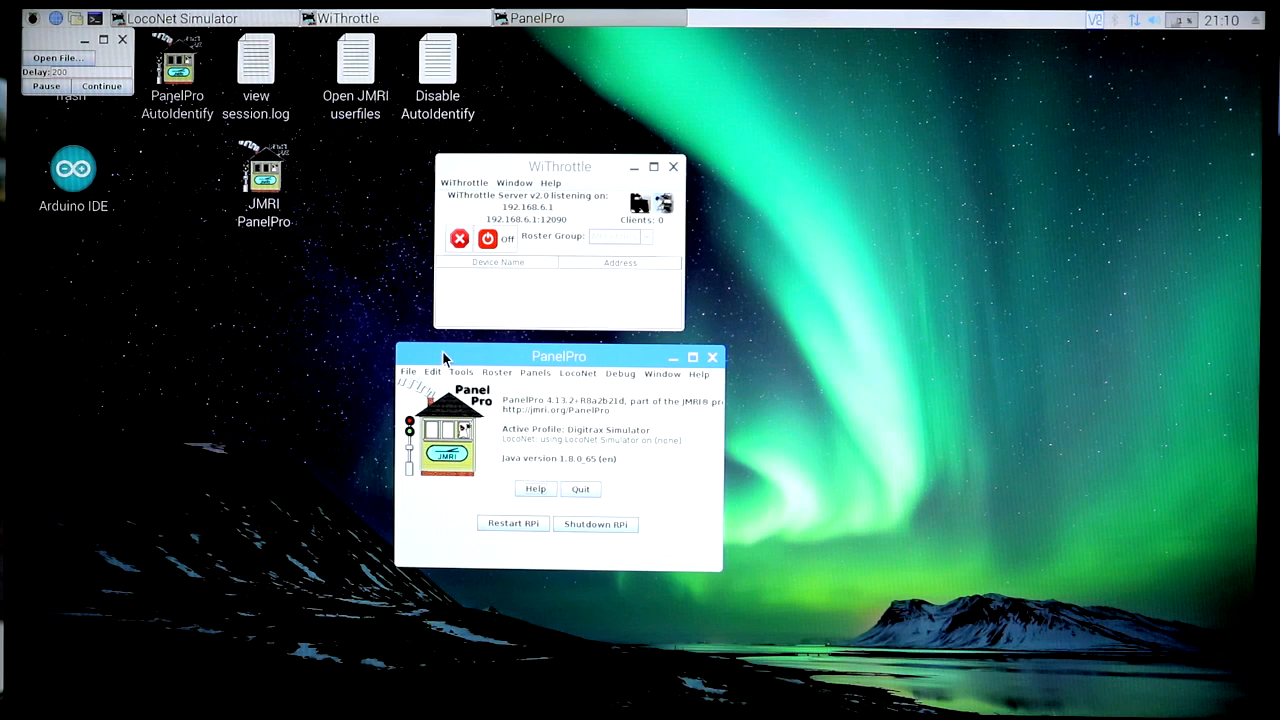 LocoNet Simulator
WiThrottle
PanelPro
V2
21:10
Open File...
Delay: 200
Pause
Continue
Trash
PanelPro
AutoIdentify
view
session.log
Open JMRI
userfiles
Disable
AutoIdentify
Arduino IDE
JMRI
PanelPro
WiThrottle
WiThrottle Window Help
WiThrottle Server v2.0 listening on:
192.168.6.1
192.168.6.1:12090
Clients: 0
Off
Roster Group:
Device Name
Address
PanelPro
File Edit Tools Roster Panels LocoNet Debug Window Help
Panel
Pro
JMRI
PanelPro 4.13.2+R8a2b21d, part of the JMRI® pr
http://jmri.org/PanelPro
Active Profile: Digitrax Simulator
LocoNet: using LocoNet Simulator on (none)
Java version 1.8.0_65 (en)
Help
Quit
Restart RPi
Shutdown RPi